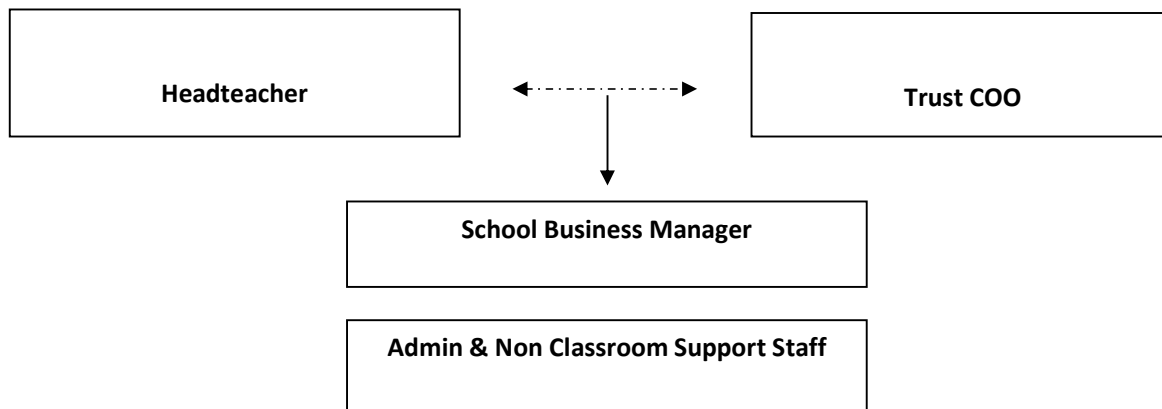 Headteacher
Trust COO
School Business Manager
Admin & Non Classroom Support Staff